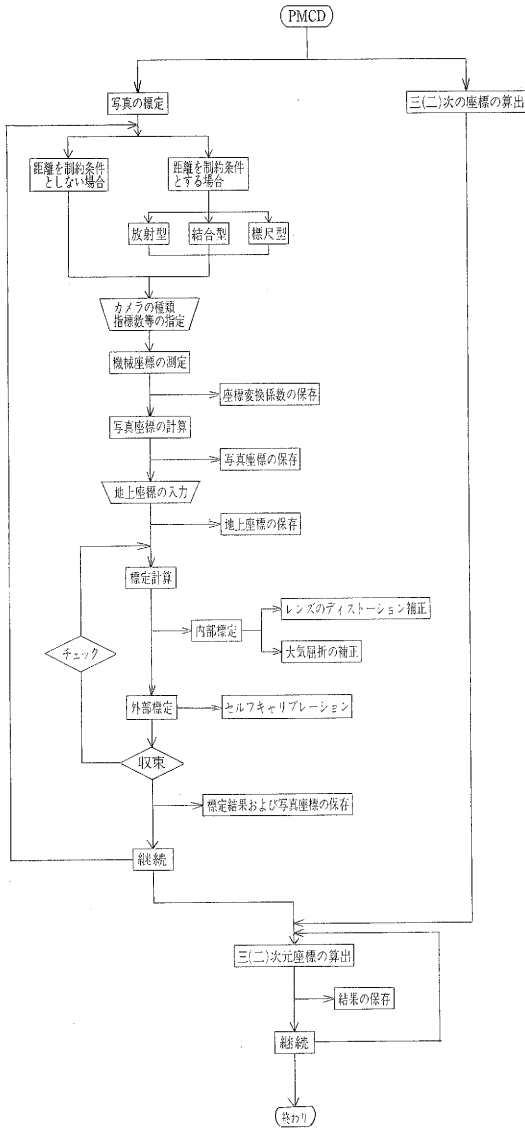 PMCD
写真の標定
三(二)次の座標の算出
距離を制約条件
としない場合
距離を制約条件
とする場合
放射型
結合型
標尺型
カメラの種類
指標数等の指定
機械座標の測定
座標変換係数の保存
写真座標の計算
写真座標の保存
地上座標の入力
地上座標の保存
標定計算
レンズのディストーション補正
内部標定
大気屈折の補正
チェック
外部標定
セルフキャリブレーション
収束
標定結果および写真座標の保存
継続
三(二)次元座標の算出
結果の保存
継続
終わり